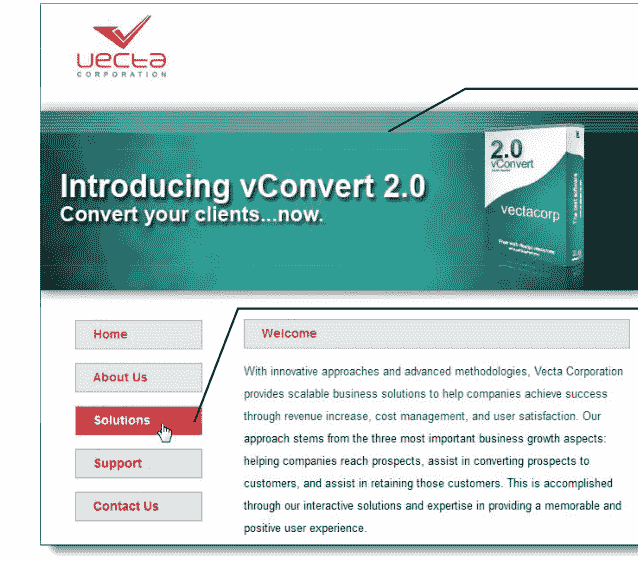 vecta
CORPORATION
2.0
vConvert
Introducing vConvert 2.0
Convert your clients...now.
vectacorp
2.0
Home
About Us
Solutions
Support
Contact Us
Welcome
With innovative approaches and advanced methodologies, Vecta Corporation
provides scalable business solutions to help companies achieve success
through revenue increase, cost management, and user satisfaction. Our
approach stems from the three most important business growth aspects:
helping companies reach prospects, assist in converting prospects to
customers, and assist in retaining those customers. This is accomplished
through our interactive solutions and expertise in providing a memorable and
positive user experience.